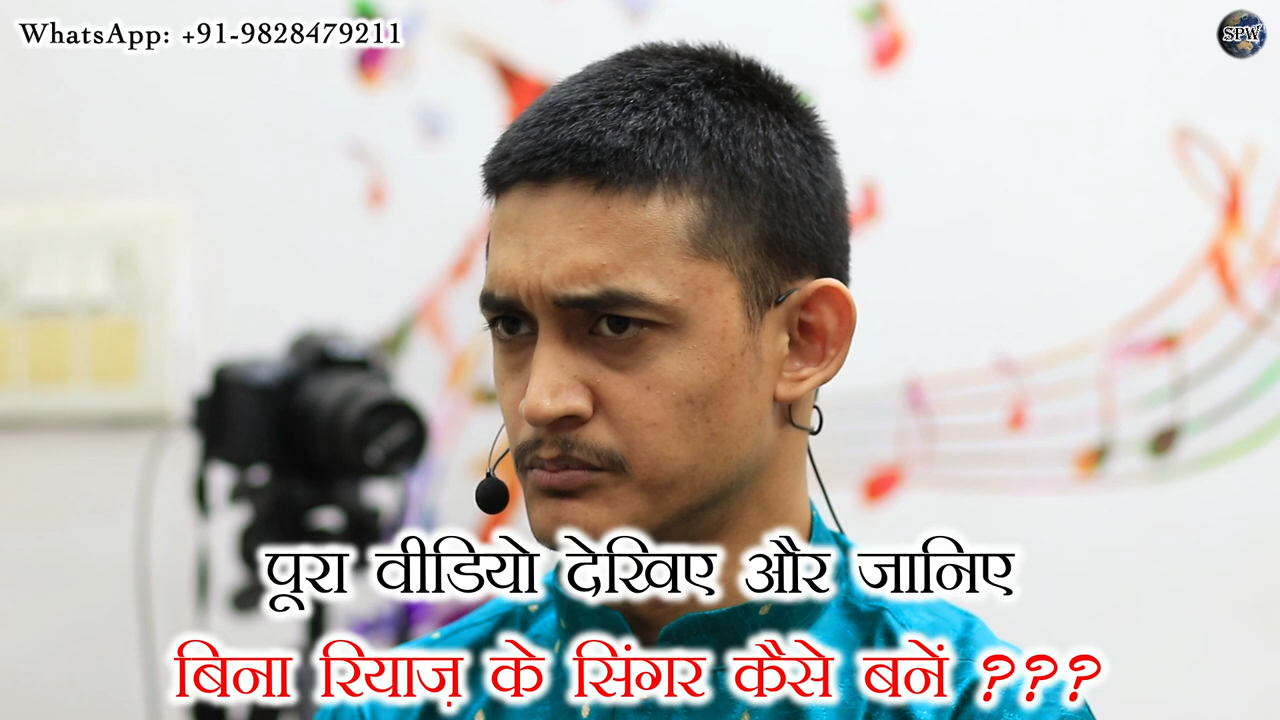 WhatsApp: +91-9828479211
SPW
पूरा वीडियो देखिए और जानिए
बिना रियाज़ के सिंगर कैसे बनें ???